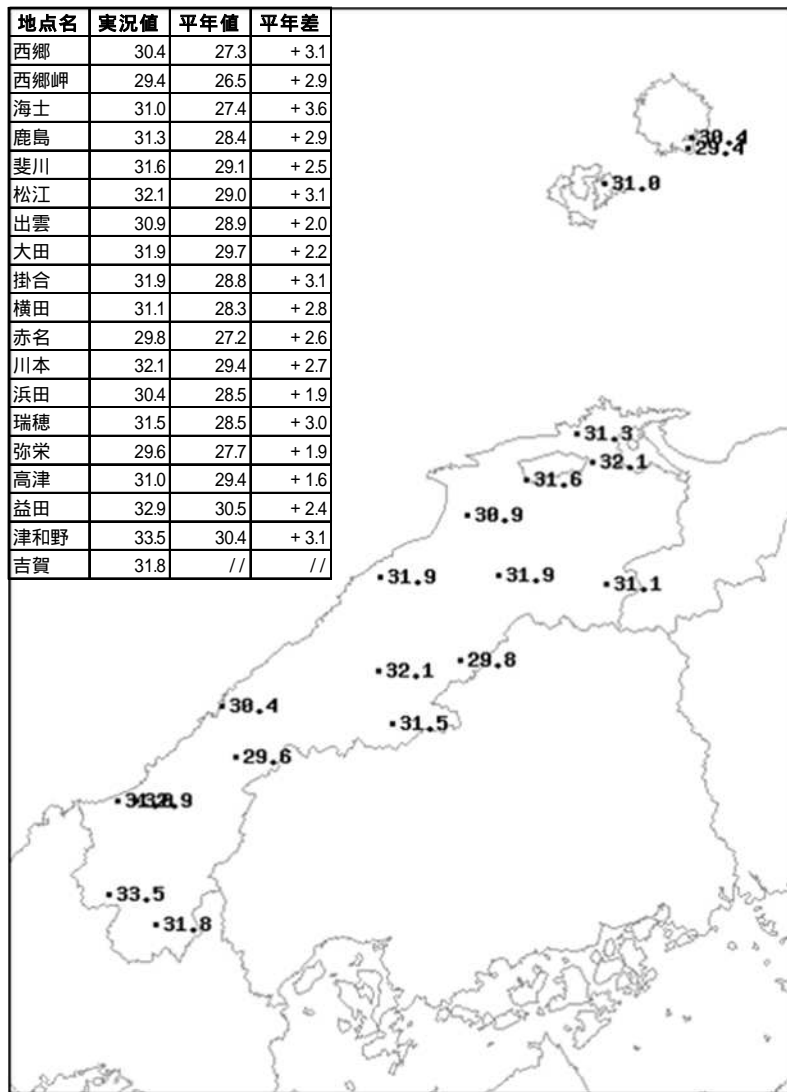 地点名 実況値 平年値 平年差
西郷 30.4 27.3 + 3.1
西郷岬 29.4 26.5 + 2.9
海士 31.0 27.4 + 3.6
鹿島 31.3 28.4 + 2.9
斐川 31.6 29.1 + 2.5
松江 32.1 29.0 + 3.1
出雲 30.9 28.9 + 2.0
大田 31.9 29.7 + 2.2
掛合 31.9 28.8 + 3.1
横田 31.1 28.3 + 2.8
赤名 29.8 27.2 + 2.6
川本 32.1 29.4 + 2.7
浜田 30.4 28.5 + 1.9
瑞穂 31.5 28.5 + 3.0
弥栄 29.6 27.7 + 1.9
高津 31.0 29.4 + 1.6
益田 32.9 30.5 + 2.4
津和野 33.5 30.4 + 3.1
吉賀 31.8 // //
30.4
29.4
31.0
31.3
32.1
31.6
30.9
31.9
31.9
31.1
29.8
32.1
30.4
31.5
29.6
33.5
31.8